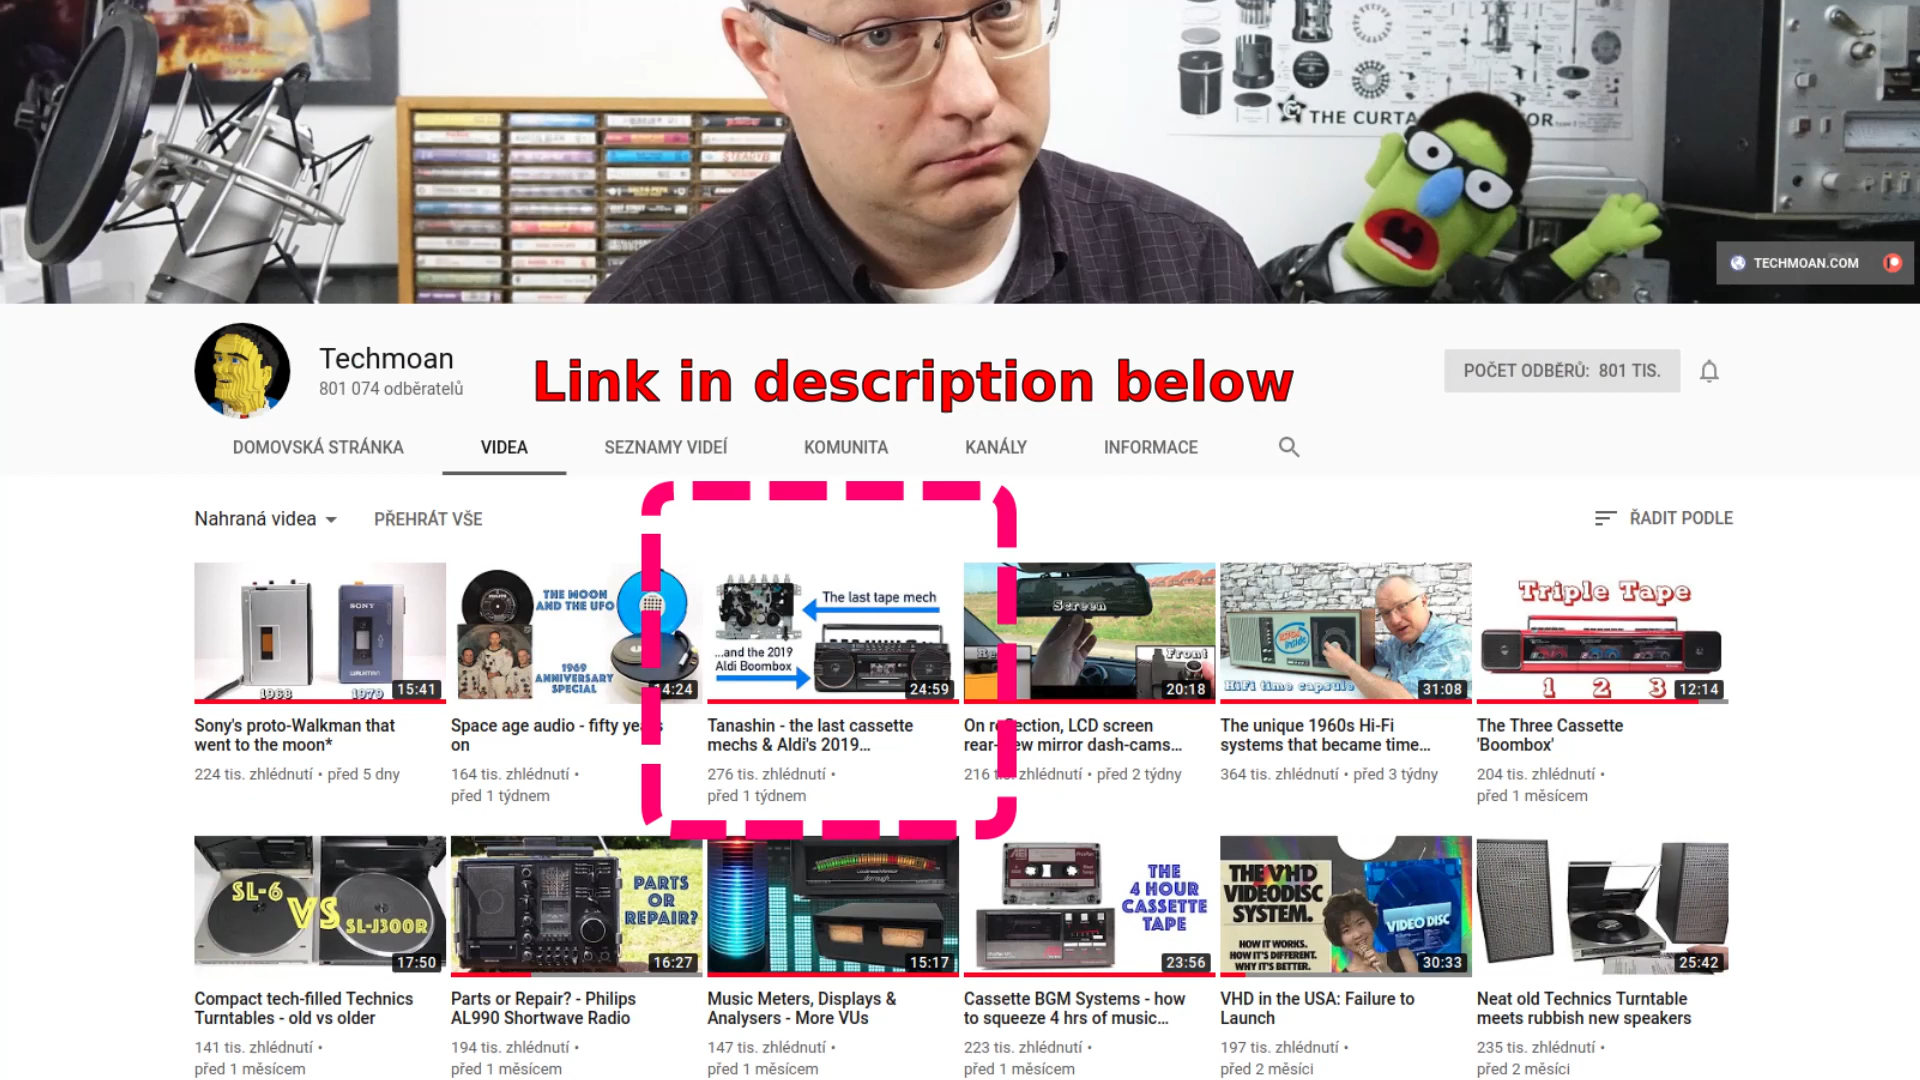 THE CURTA
OR
TECHMOAN.COM
Techmoan
801 074 odběratelů
Link in description below
POČET ODBĚRŮ: 801 TIS.
DOMOVSKÁ STRÁNKA
VIDEA
SEZNAMY VIDEÍ
KOMUNITA
KANÁLY
INFORMACE
Nahraná videa
PŘEHRÁT VŠE
ŘADIT PODLE
SONY
WALKMAN
1968
1979
15:41
THE MOON
AND THE UFO
1969
ANNIVERSARY
SPECIAL
4:24
The last tape mech
...and the 2019
Aldi Boombox
24:59
Screen
Front
20:18
HiFi time capsule
31:08
Triple Tape
1 2 3
12:14
Sony's proto-Walkman that
went to the moon*
224 tis. zhlédnutí • před 5 dny
Space age audio - fifty yea s
on
164 tis. zhlédnutí •
před 1 týdnem
Tanashin - the last cassette
mechs & Aldi's 2019...
276 tis. zhlédnutí •
před 1 týdnem
On r ection, LCD screen
rear- ew mirror dash-cams...
216 t zhlédnutí • před 2 týdny
The unique 1960s Hi-Fi
systems that became time...
364 tis. zhlédnutí • před 3 týdny
The Three Cassette
'Boombox'
204 tis. zhlédnutí •
před 1 měsícem
SL-6
VS
SL-J300R
17:50
PARTS
OR
REPAIR?
16:27
15:17
THE
4 HOUR
CASSETTE
TAPE
23:56
THE VHD
VIDEODISC
SYSTEM.
HOW IT WORKS.
HOW IT'S DIFFERENT.
WHY IT'S BETTER.
VIDEO DISC
30:33
25:42
Compact tech-filled Technics
Turntables - old vs older
141 tis. zhlédnutí •
před 1 měsícem
Parts or Repair? - Philips
AL990 Shortwave Radio
194 tis. zhlédnutí •
před 1 měsícem
Music Meters, Displays &
Analysers - More VUs
147 tis. zhlédnutí •
před 1 měsícem
Cassette BGM Systems - how
to squeeze 4 hrs of music...
223 tis. zhlédnutí •
před 1 měsícem
VHD in the USA: Failure to
Launch
197 tis. zhlédnutí •
před 2 měsíci
Neat old Technics Turntable
meets rubbish new speakers
235 tis. zhlédnutí •
před 2 měsíci